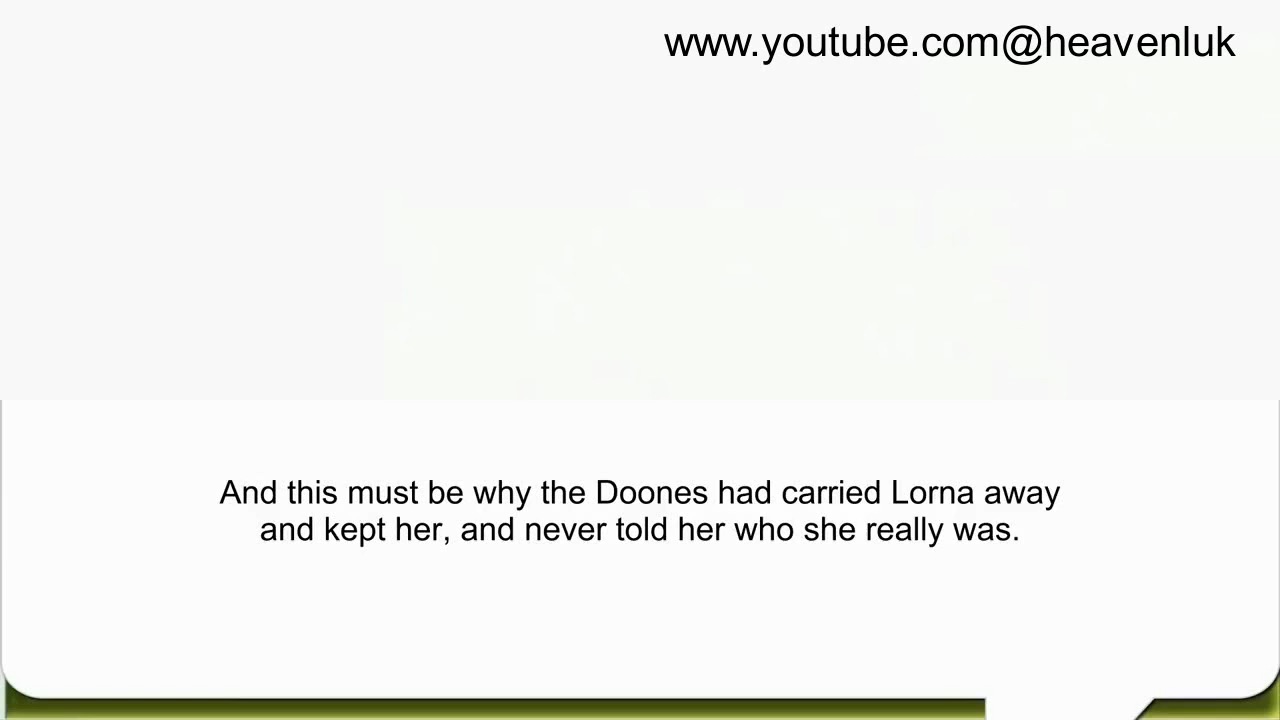 www.youtube.com@heavenluk
And this must be why the Doones had carried Lorna away
and kept her, and never told her who she really was.